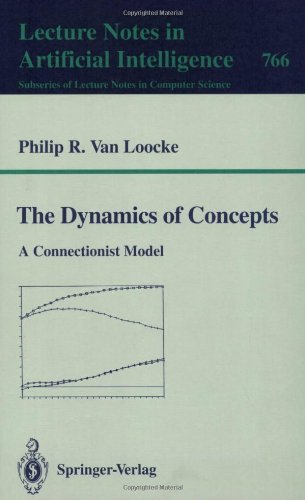 Lecture Notes in
Artificial Intelligence 766
Subseries of Lecture Notes in Computer Science
Philip R. Van Loocke
The Dynamics of Concepts
A Connectionist Model
Springer-Verlag